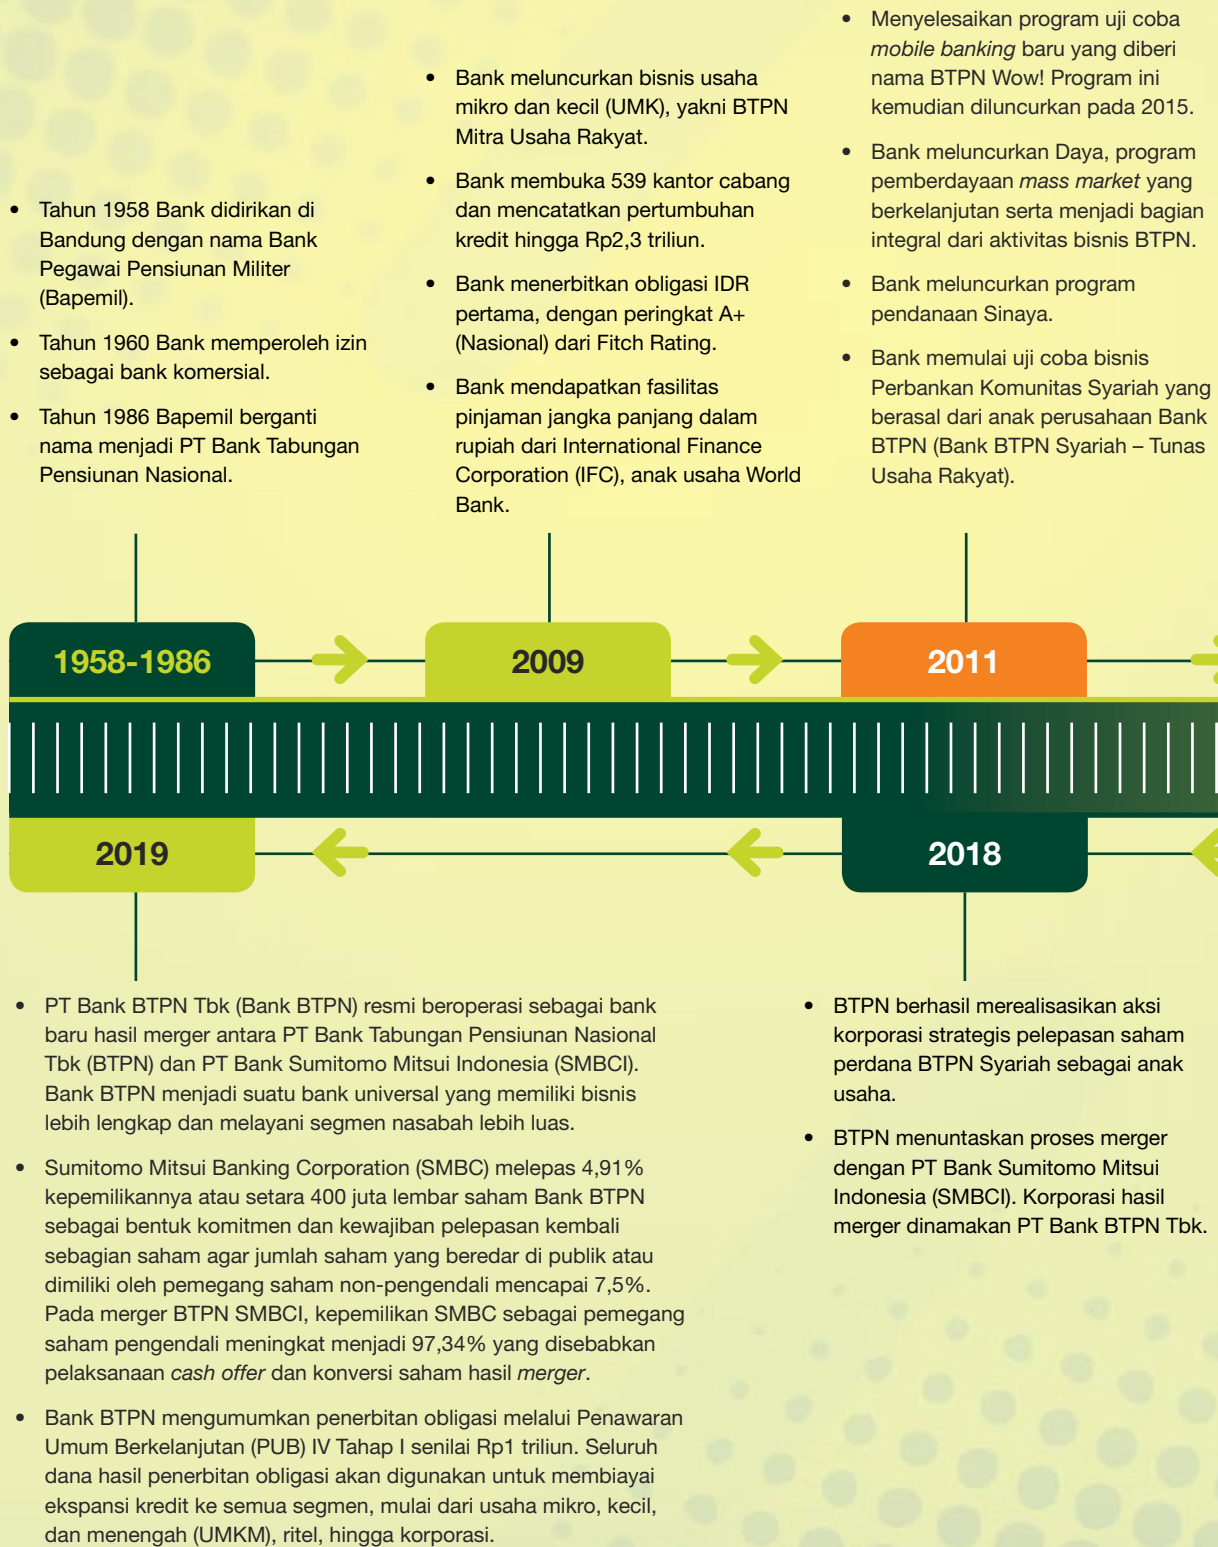 • Tahun 1958 Bank didirikan di
Bandung dengan nama Bank
Pegawai Pensiunan Militer
(Bapemil).
• Tahun 1960 Bank memperoleh izin
sebagai bank komersial.
• Tahun 1986 Bapemil berganti
nama menjadi PT Bank Tabungan
Pensiunan Nasional.
1958-1986
• Bank meluncurkan bisnis usaha
mikro dan kecil (UMK), yakni BTPN
Mitra Usaha Rakyat.
• Bank membuka 539 kantor cabang
dan mencatatkan pertumbuhan
kredit hingga Rp2,3 triliun.
• Bank menerbitkan obligasi IDR
pertama, dengan peringkat A+
(Nasional) dari Fitch Rating.
• Bank mendapatkan fasilitas
pinjaman jangka panjang dalam
rupiah dari International Finance
Corporation (IFC), anak usaha World
Bank.
2009
• Menyelesaikan program uji coba
mobile banking baru yang diberi
nama BTPN Wow! Program ini
kemudian diluncurkan pada 2015.
• Bank meluncurkan Daya, program
pemberdayaan mass market yang
berkelanjutan serta menjadi bagian
integral dari aktivitas bisnis BTPN.
• Bank meluncurkan program
pendanaan Sinaya.
• Bank memulai uji coba bisnis
Perbankan Komunitas Syariah yang
berasal dari anak perusahaan Bank
BTPN (Bank BTPN Syariah – Tunas
Usaha Rakyat).
2011
2019
• PT Bank BTPN Tbk (Bank BTPN) resmi beroperasi sebagai bank
baru hasil merger antara PT Bank Tabungan Pensiunan Nasional
Tbk (BTPN) dan PT Bank Sumitomo Mitsui Indonesia (SMBCI).
Bank BTPN menjadi suatu bank universal yang memiliki bisnis
lebih lengkap dan melayani segmen nasabah lebih luas.
• Sumitomo Mitsui Banking Corporation (SMBC) melepas 4,91%
kepemilikannya atau setara 400 juta lembar saham Bank BTPN
sebagai bentuk komitmen dan kewajiban pelepasan kembali
sebagian saham agar jumlah saham yang beredar di publik atau
dimiliki oleh pemegang saham non-pengendali mencapai 7,5%.
Pada merger BTPN SMBCI, kepemilikan SMBC sebagai pemegang
saham pengendali meningkat menjadi 97,34% yang disebabkan
pelaksanaan cash offer dan konversi saham hasil merger.
• Bank BTPN mengumumkan penerbitan obligasi melalui Penawaran
Umum Berkelanjutan (PUB) IV Tahap I senilai Rp1 triliun. Seluruh
dana hasil penerbitan obligasi akan digunakan untuk membiayai
ekspansi kredit ke semua segmen, mulai dari usaha mikro, kecil,
dan menengah (UMKM), ritel, hingga korporasi.
2018
• BTPN berhasil merealisasikan aksi
korporasi strategis pelepasan saham
perdana BTPN Syariah sebagai anak
usaha.
• BTPN menuntaskan proses merger
dengan PT Bank Sumitomo Mitsui
Indonesia (SMBCI). Korporasi hasil
merger dinamakan PT Bank BTPN Tbk.